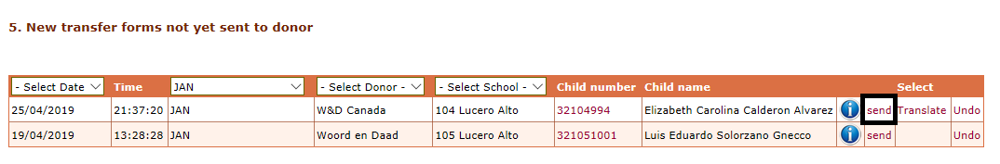 5. New transfer forms not yet sent to donor
- Select Date Time JAN - Select Donor - - Select School - Child number Child name Select
25/04/2019 21:37:20 JAN W&D Canada 104 Lucero Alto 32104994 Elizabeth Carolina Calderon Alvarez i send Translate Undo
19/04/2019 13:28:28 JAN Woord en Daad 105 Lucero Alto 321051001 Luis Eduardo Solorzano Gnecco i send Undo